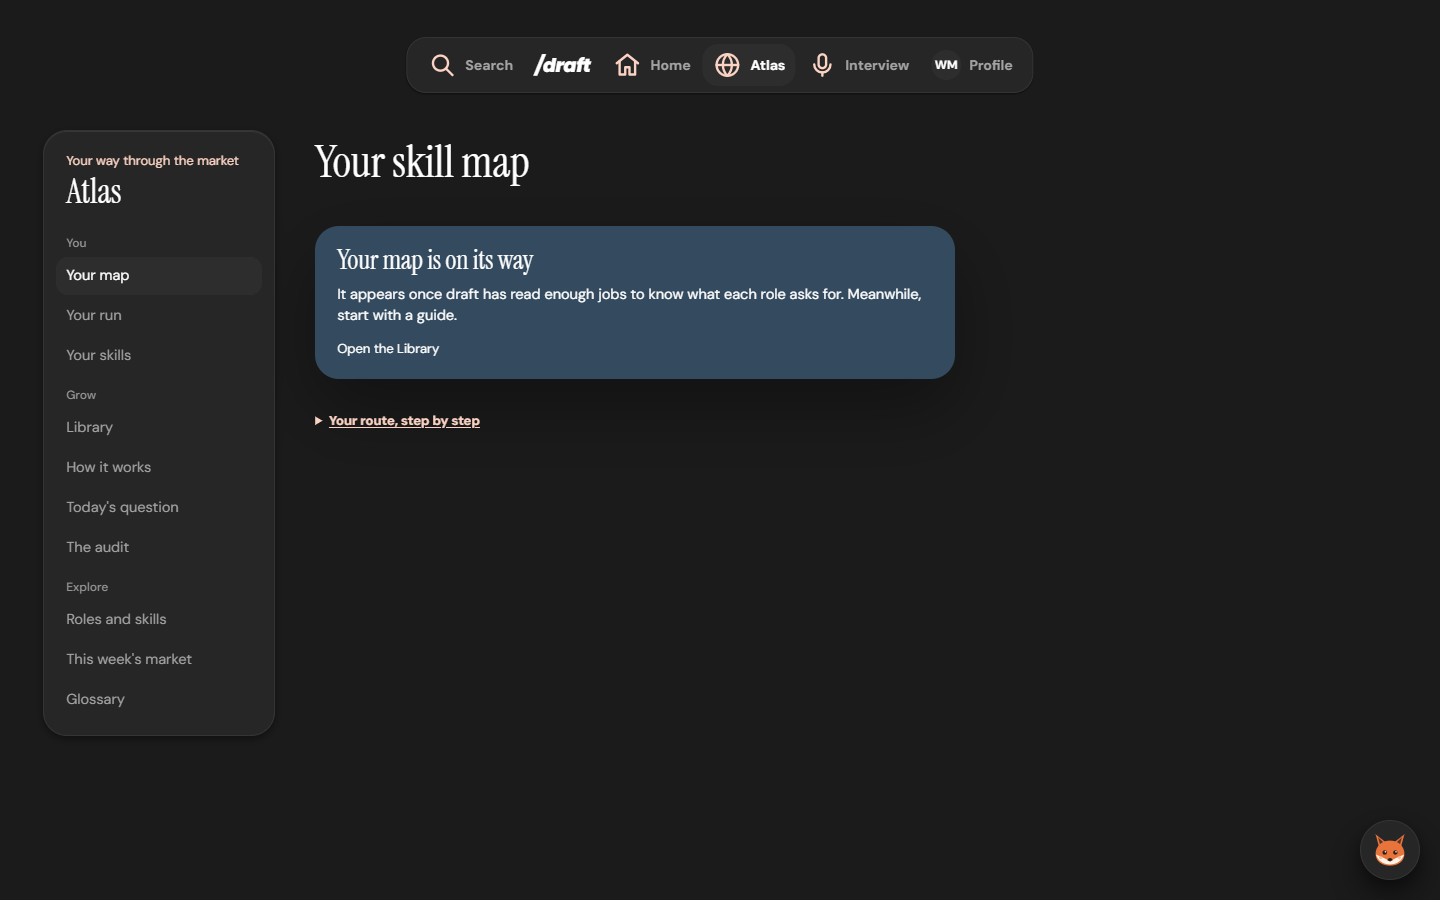 Search
/draft
Home
Atlas
Interview
WM
Profile
Your way through the market
Atlas
You
Your map
Your run
Your skills
Grow
Library
How it works
Today's question
The audit
Explore
Roles and skills
This week's market
Glossary
Your skill map
Your map is on its way
It appears once draft has read enough jobs to know what each role asks for. Meanwhile,
start with a guide.
Open the Library
Your route, step by step